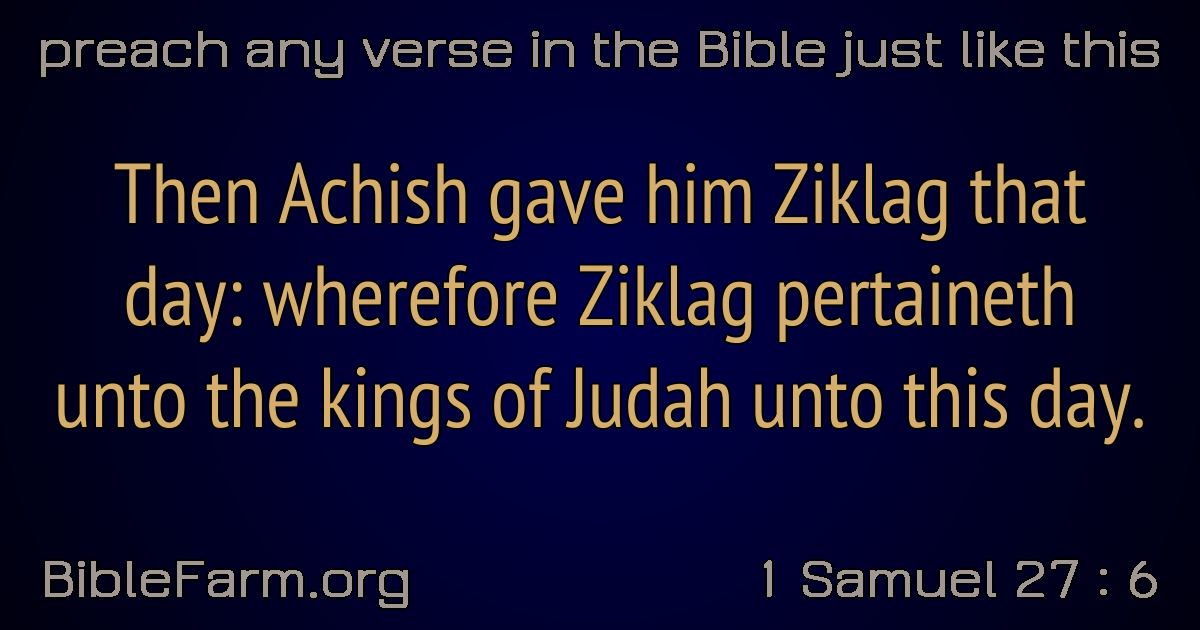 preach any verse in the Bible just like this
Then Achish gave him Ziklag that
day: wherefore Ziklag pertaineth
unto the kings of Judah unto this day.
BibleFarm.org
1 Samuel 27 : 6